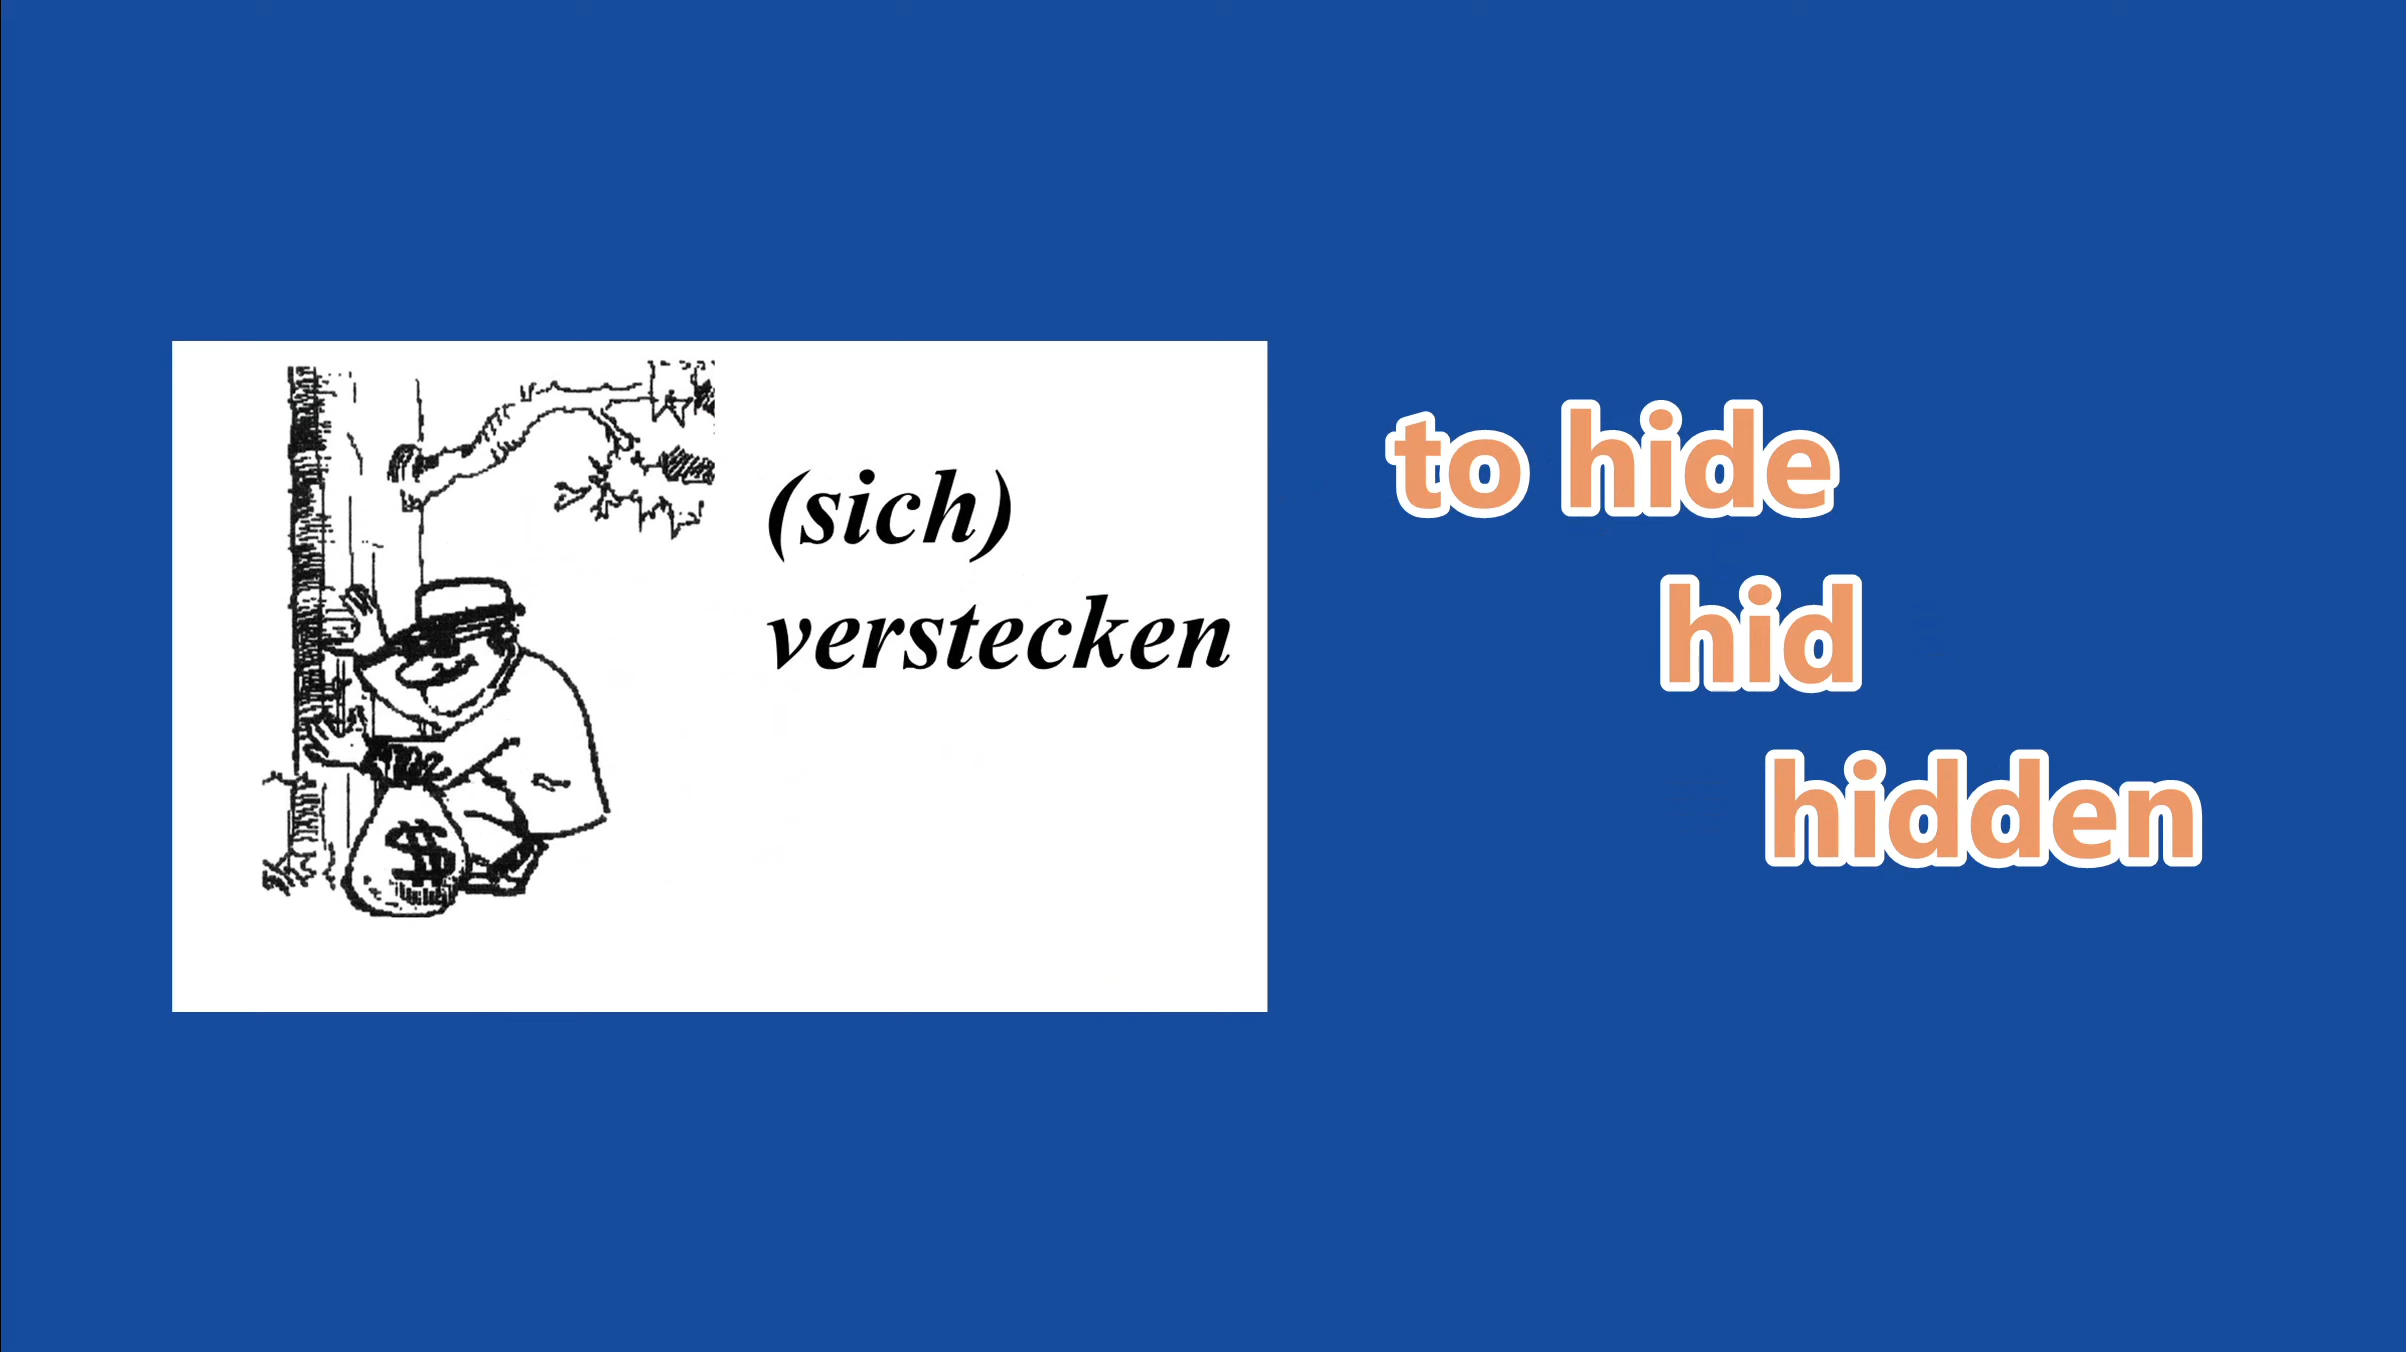 (sich)
verstecken
to hide
hid
hidden
$